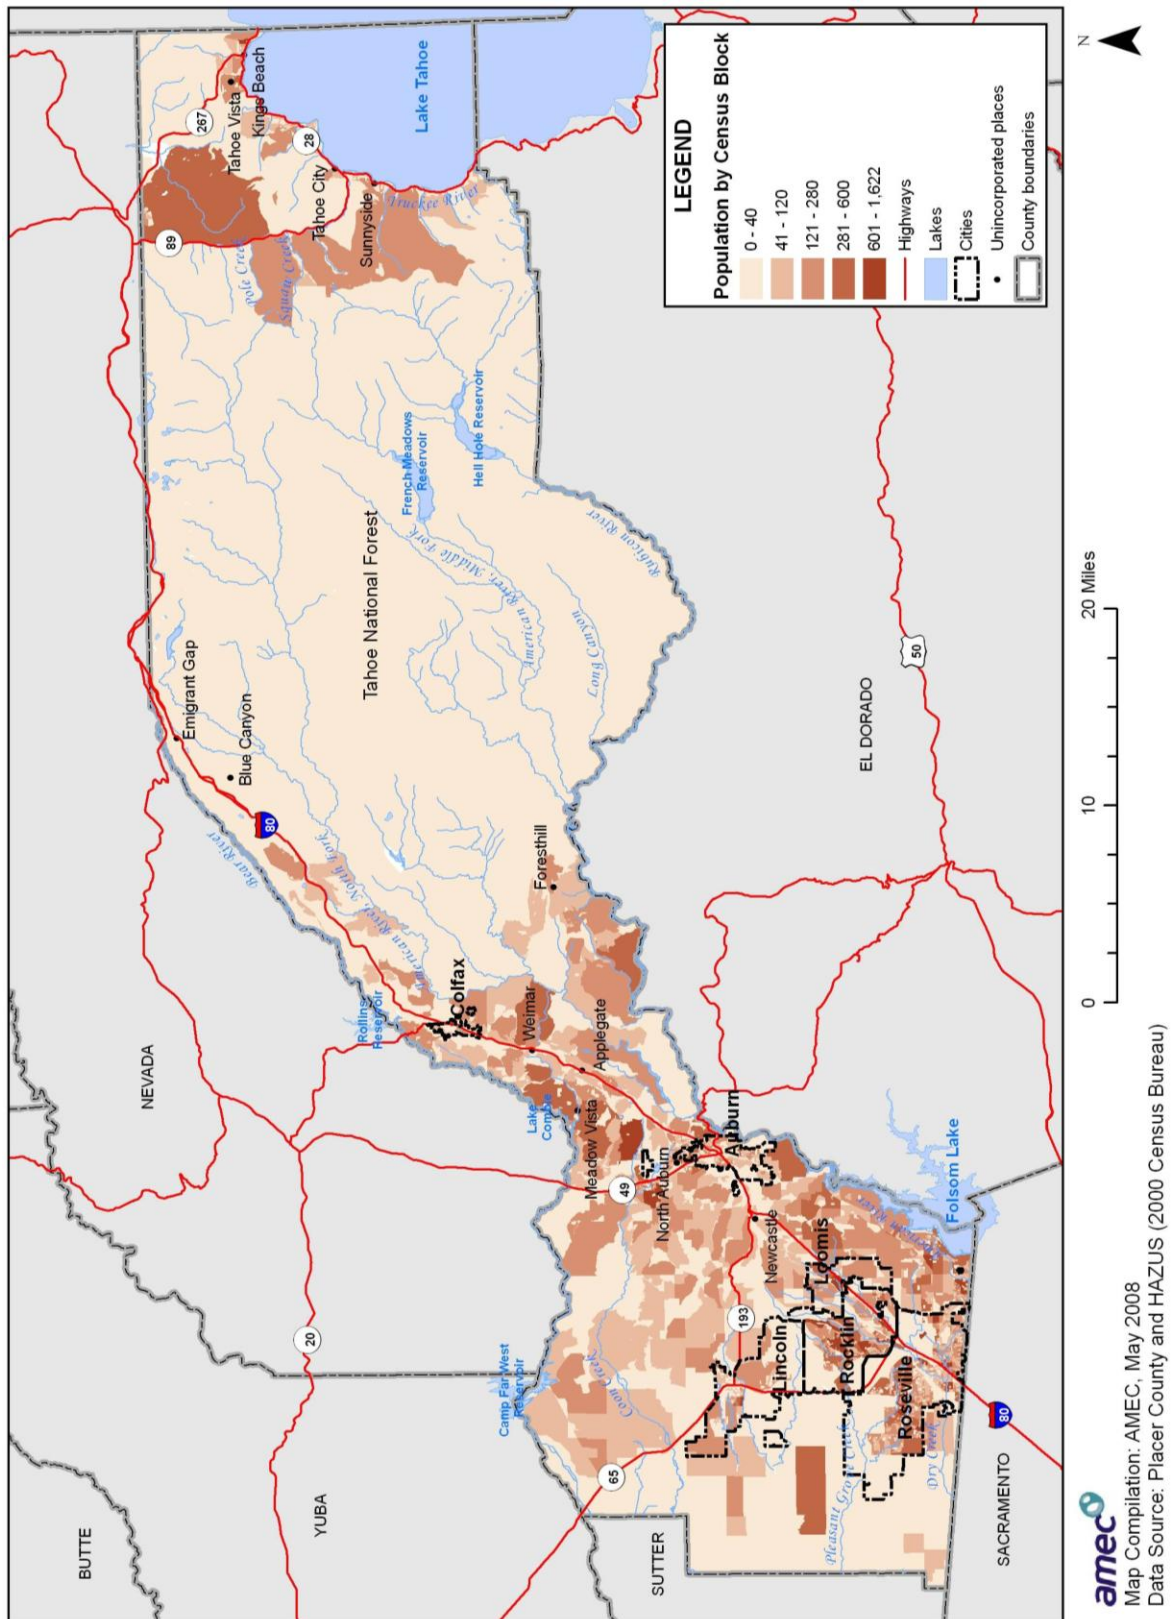 BUTTE
NEVADA
YUBA
SUTTER
SACRAMENTO
EL DORADO
20
65
49
193
80
80
50
89
267
28
Bear River
Rollins
Reservoir
Lake
Combie
Camp Far West
Reservoir
Coon Creek
Pleasant Grove Creek
Dry Creek
Folsom Lake
American River
American River, North Fork
American River, Middle Fork
American
Long Canyon
Rubicon River
French Meadows
Reservoir
Hell Hole Reservoir
Pole Creek
Squaw Creek
Truckee River
Lake Tahoe
Tahoe National Forest
Emigrant Gap
Blue Canyon
Colfax
Weimar
Applegate
Foresthill
Meadow Vista
North Auburn
Auburn
Newcastle
Loomis
Lincoln
Rocklin
Roseville
Tahoe Vista
Kings Beach
Tahoe City
Sunnyside
LEGEND
Population by Census Block
0 - 40
41 - 120
121 - 280
281 - 600
601 - 1,622
Highways
Lakes
Cities
Unincorporated places
County boundaries
N
0 10 20 Miles
amec
Map Compilation: AMEC, May 2008
Data Source: Placer County and HAZUS (2000 Census Bureau)